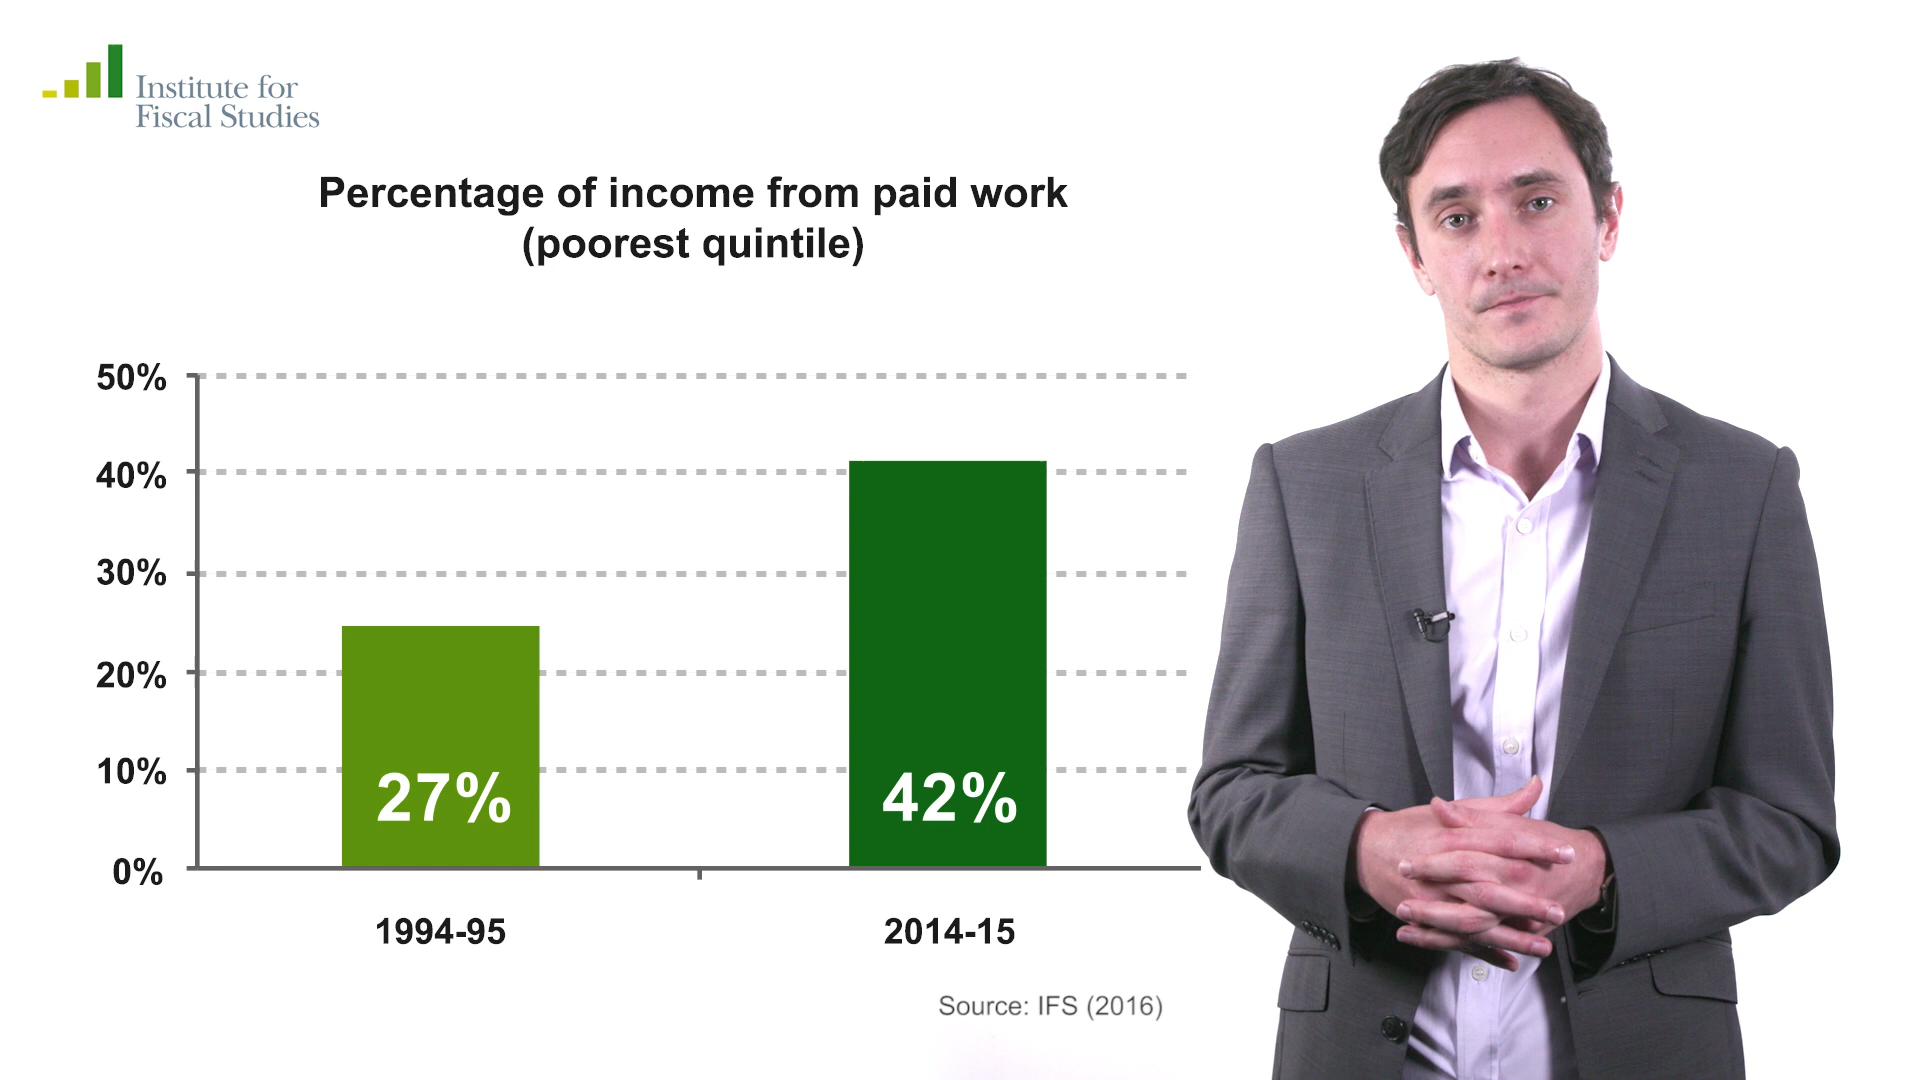 Institute for
Fiscal Studies
Percentage of income from paid work
(poorest quintile)
50%
40%
30%
20%
10%
0%
27%
42%
1994-95
2014-15
Source: IFS (2016)